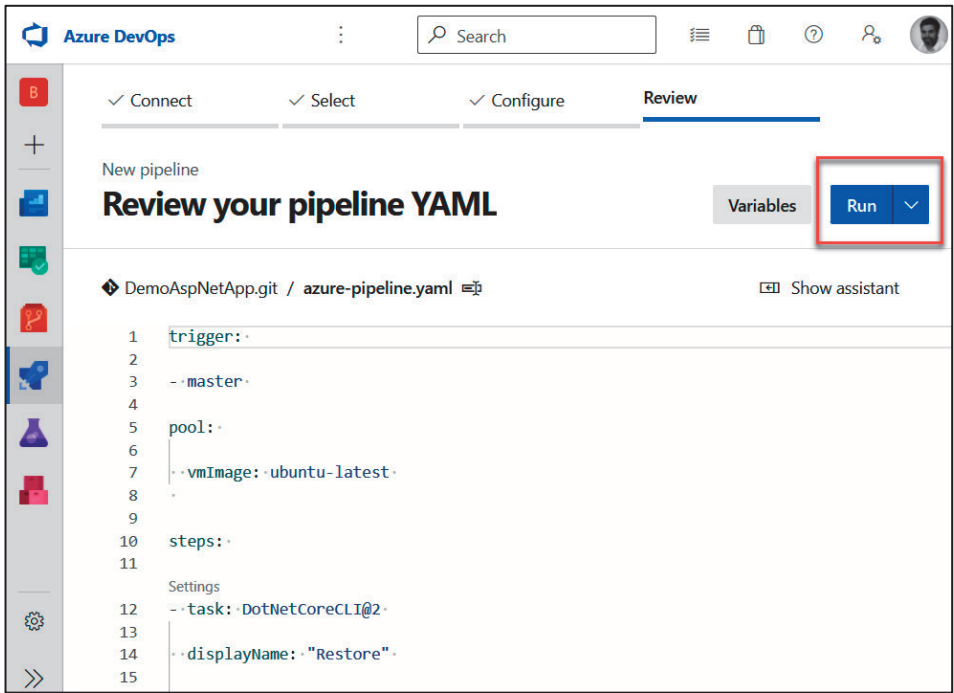 Azure DevOps
Search
B
Connect Select Configure Review
New pipeline
Review your pipeline YAML
Variables Run
DemoAspNetApp.git / azure-pipeline.yaml Show assistant
1 trigger:
2
3 - master
4
5 pool:
6
7 vmImage: ubuntu-latest
8
9
10 steps:
11
Settings
12 - task: DotNetCoreCLI@2
13
14 displayName: "Restore"
15